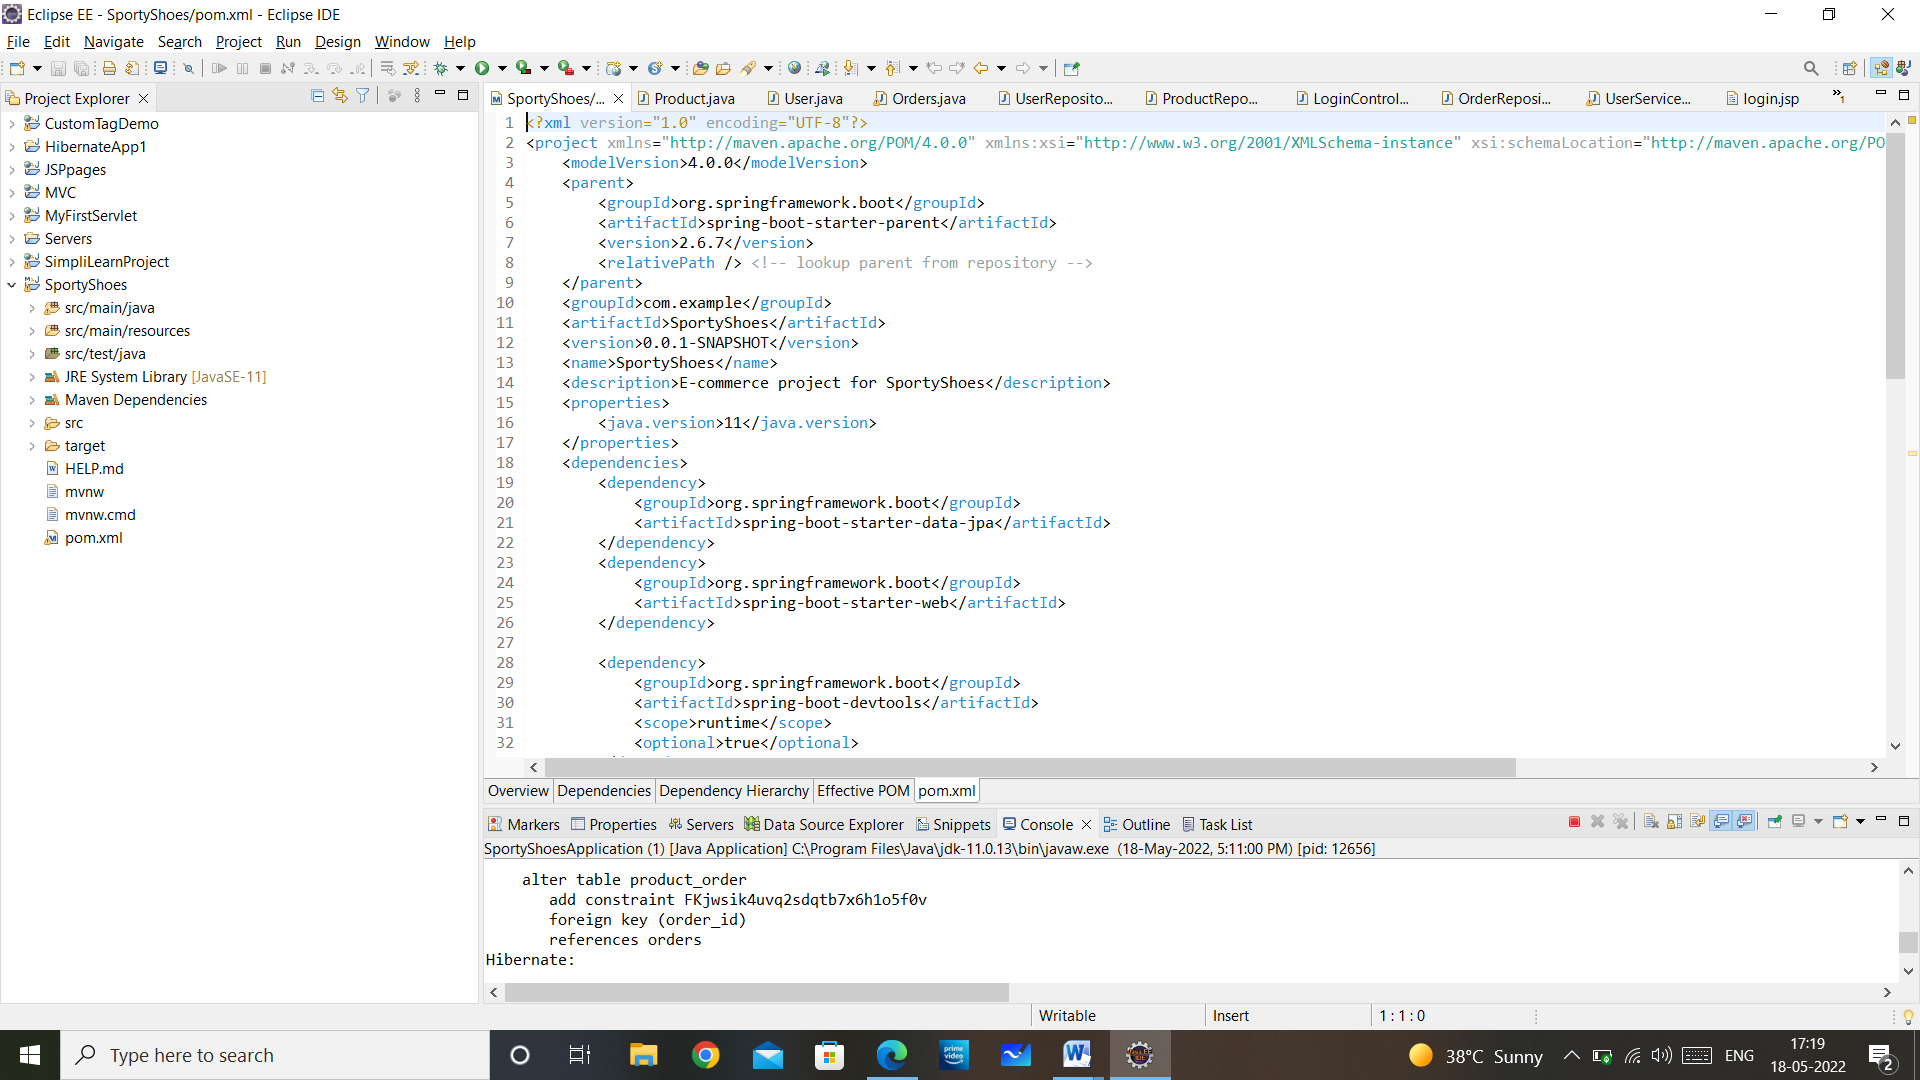 Eclipse EE - SportyShoes/pom.xml - Eclipse IDE
File Edit Navigate Search Project Run Design Window Help
Project Explorer
CustomTagDemo
HibernateApp1
JSPpages
MVC
MyFirstServlet
Servers
SimpliLearnProject
SportyShoes
src/main/java
src/main/resources
src/test/java
JRE System Library [JavaSE-11]
Maven Dependencies
src
target
HELP.md
mvnw
mvnw.cmd
pom.xml
SportyShoes/... Product.java User.java Orders.java UserReposito... ProductRepo... LoginControl... OrderReposi... UserService... login.jsp »1
1 <?xml version="1.0" encoding="UTF-8"?>
2 <project xmlns="http://maven.apache.org/POM/4.0.0" xmlns:xsi="http://www.w3.org/2001/XMLSchema-instance" xsi:schemaLocation="http://maven.apache.org/PO
3 <modelVersion>4.0.0</modelVersion>
4 <parent>
5 <groupId>org.springframework.boot</groupId>
6 <artifactId>spring-boot-starter-parent</artifactId>
7 <version>2.6.7</version>
8 <relativePath /> <!-- lookup parent from repository -->
9 </parent>
10 <groupId>com.example</groupId>
11 <artifactId>SportyShoes</artifactId>
12 <version>0.0.1-SNAPSHOT</version>
13 <name>SportyShoes</name>
14 <description>E-commerce project for SportyShoes</description>
15 <properties>
16 <java.version>11</java.version>
17 </properties>
18 <dependencies>
19 <dependency>
20 <groupId>org.springframework.boot</groupId>
21 <artifactId>spring-boot-starter-data-jpa</artifactId>
22 </dependency>
23 <dependency>
24 <groupId>org.springframework.boot</groupId>
25 <artifactId>spring-boot-starter-web</artifactId>
26 </dependency>
27
28 <dependency>
29 <groupId>org.springframework.boot</groupId>
30 <artifactId>spring-boot-devtools</artifactId>
31 <scope>runtime</scope>
32 <optional>true</optional>
Overview Dependencies Dependency Hierarchy Effective POM pom.xml
Markers Properties Servers Data Source Explorer Snippets Console Outline Task List
SportyShoesApplication (1) [Java Application] C:\Program Files\Java\jdk-11.0.13\bin\javaw.exe (18-May-2022, 5:11:00 PM) [pid: 12656]
alter table product_order
add constraint FKjwsik4uvq2sdqtb7x6h1o5f0v
foreign key (order_id)
references orders
Hibernate:
Writable Insert 1 : 1 : 0
Type here to search
prime video
38°C Sunny
ENG
17:19
18-05-2022
2